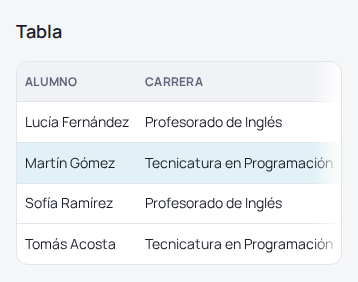 Tabla
ALUMNO CARRERA
Lucía Fernández Profesorado de Inglés
Martín Gómez Tecnicatura en Programación
Sofía Ramírez Profesorado de Inglés
Tomás Acosta Tecnicatura en Programación